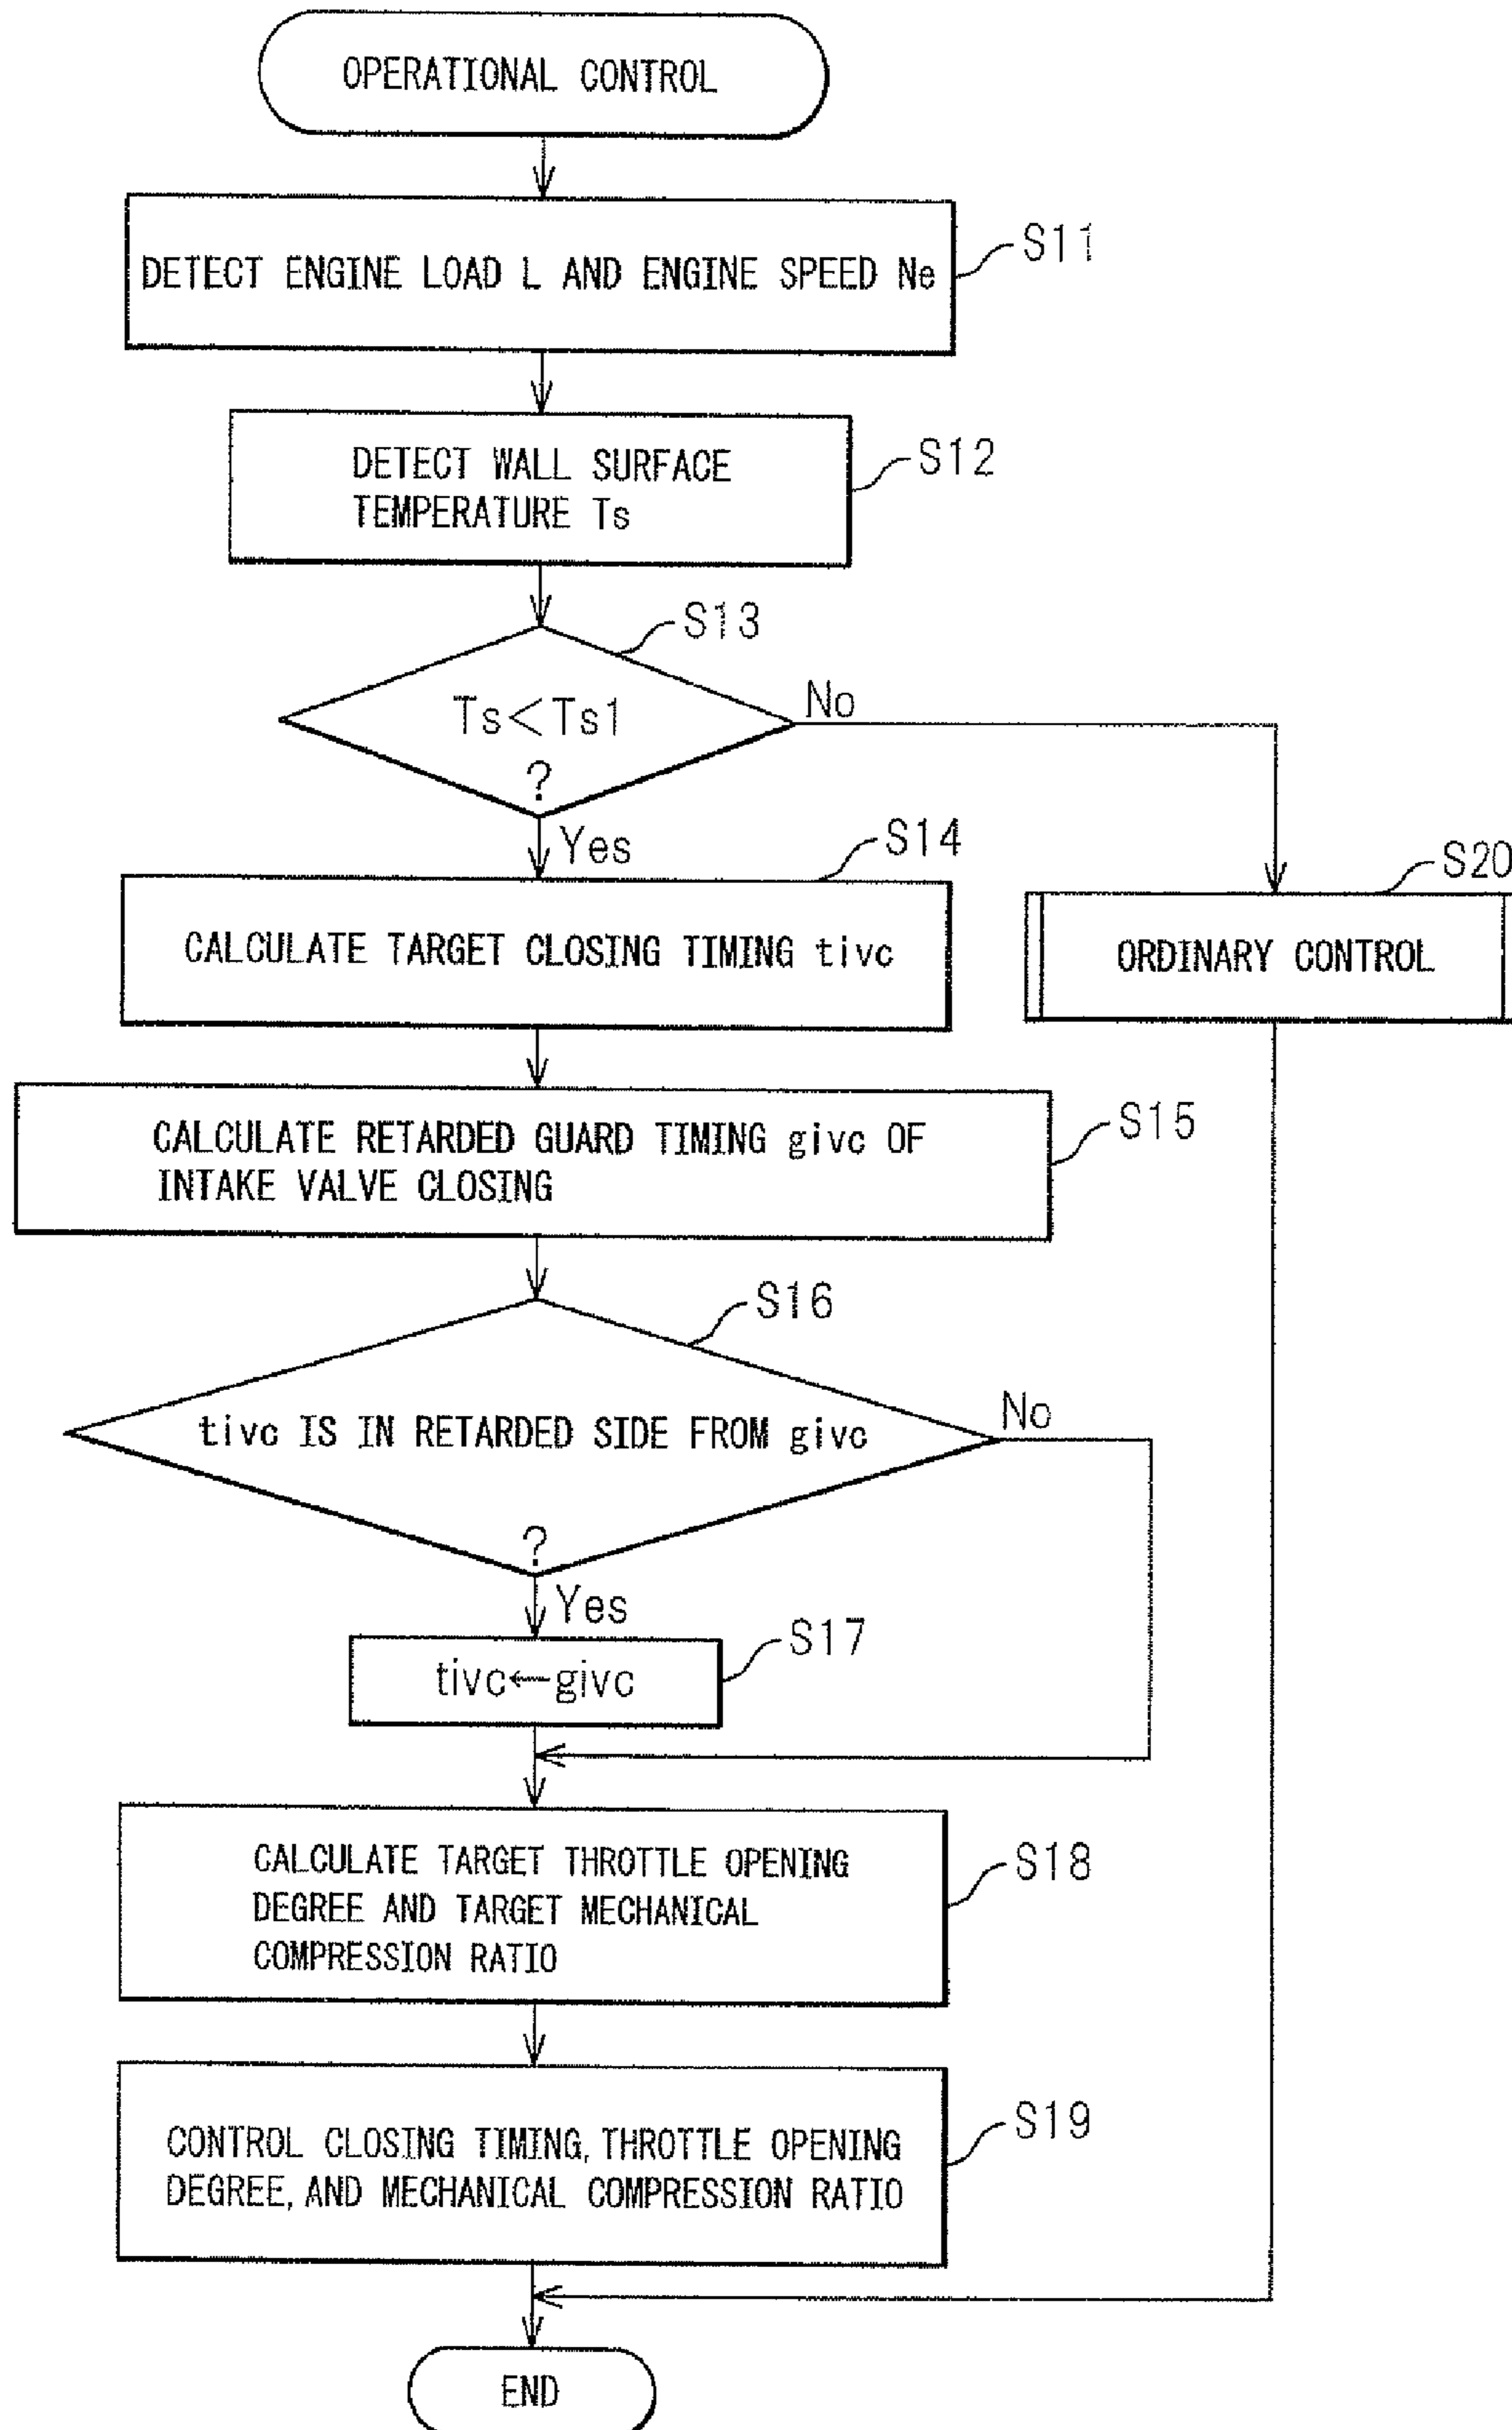 OPERATIONAL CONTROL
DETECT ENGINE LOAD L AND ENGINE SPEED Ne
S11
DETECT WALL SURFACE
TEMPERATURE Ts
S12
S13
Ts<Ts1
?
No
Yes
S14
CALCULATE TARGET CLOSING TIMING tivc
S20
ORDINARY CONTROL
CALCULATE RETARDED GUARD TIMING givc OF
INTAKE VALVE CLOSING
S15
S16
tivc IS IN RETARDED SIDE FROM givc
?
No
Yes
S17
tivc←givc
CALCULATE TARGET THROTTLE OPENING
DEGREE AND TARGET MECHANICAL
COMPRESSION RATIO
S18
CONTROL CLOSING TIMING, THROTTLE OPENING
DEGREE, AND MECHANICAL COMPRESSION RATIO
S19
END